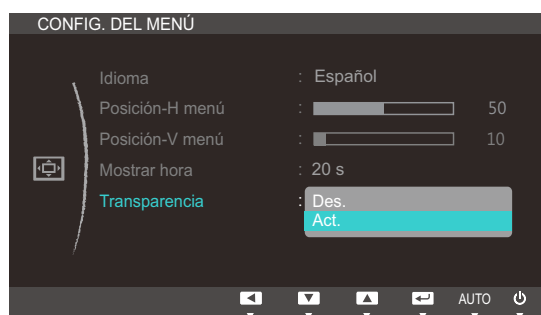 CONFIG. DEL MENÚ
Idioma : Español
Posición-H menú : 50
Posición-V menú : 10
Mostrar hora : 20 s
Transparencia : Des.
Act.
AUTO